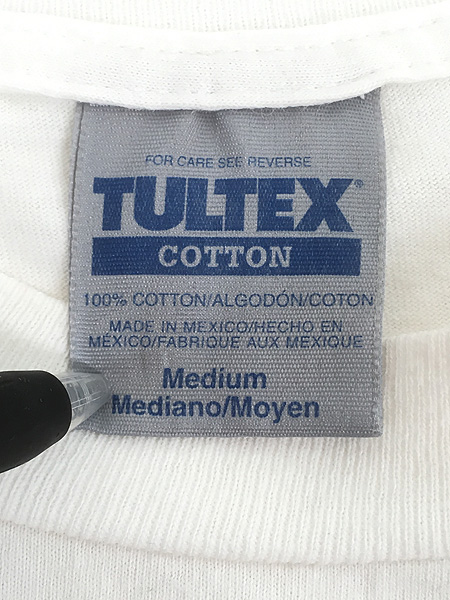 FOR CARE SEE REVERSE
TULTEX®
COTTON
100% COTTON/ALGODÓN/COTON
MADE IN MEXICO/HECHO EN
MÉXICO/FABRIQUE AUX MEXIQUE
Medium
Mediano/Moyen